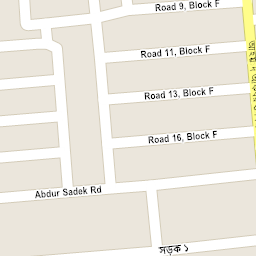 Road 9, Block F
Road 11, Block F
Road 13, Block F
Road 16, Block F
Abdur Sadek Rd
সড়ক ১